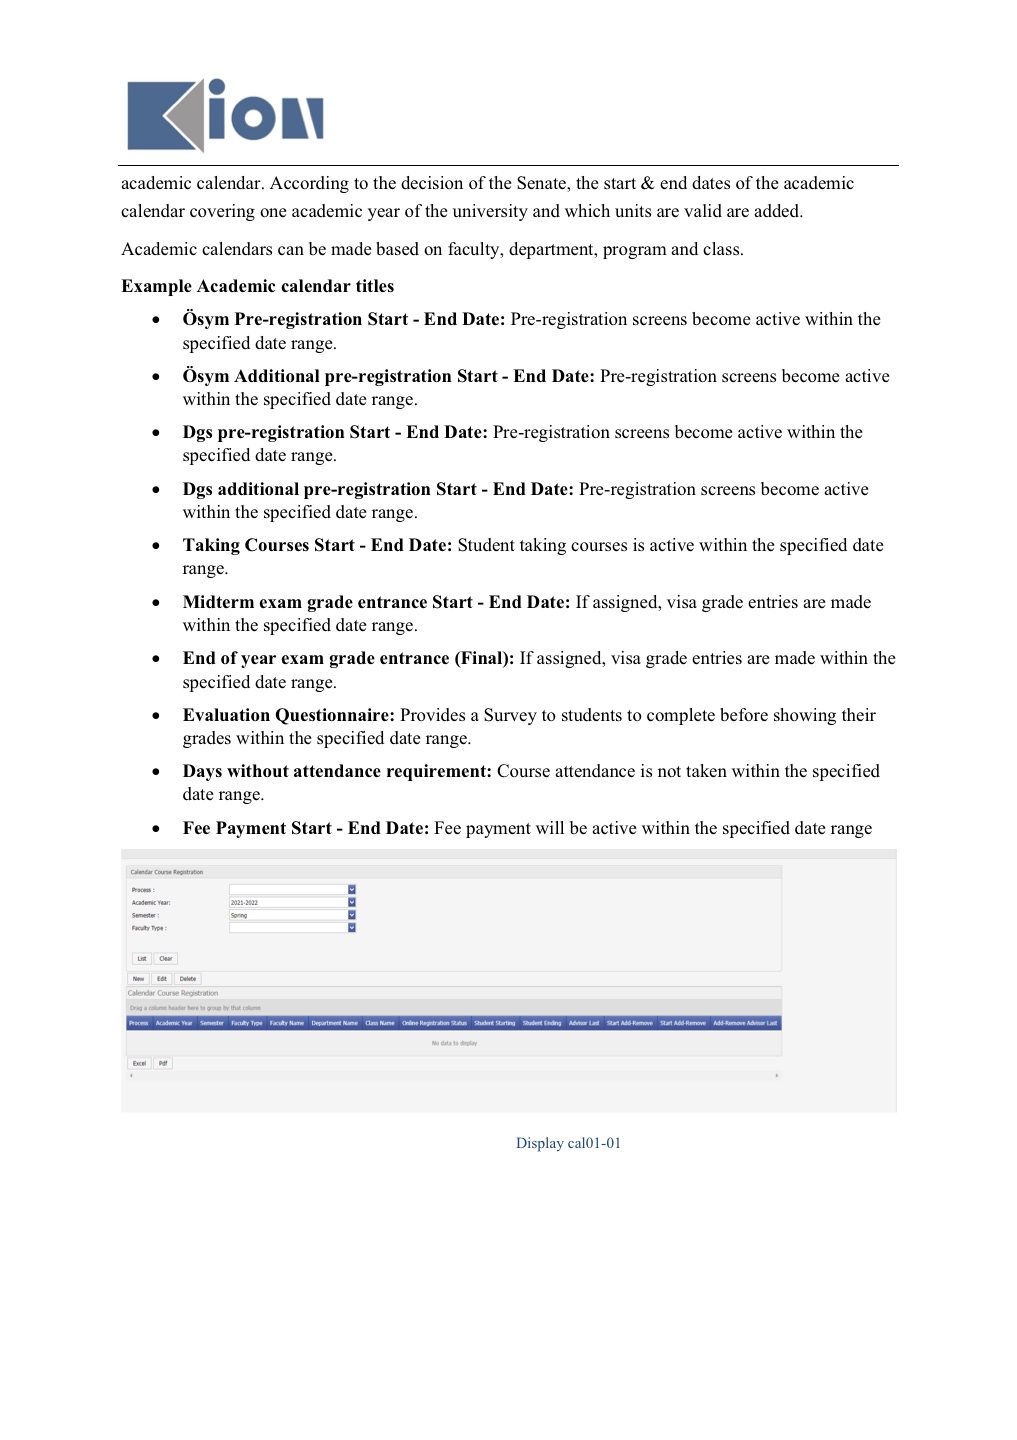 Kion
academic calendar. According to the decision of the Senate, the start & end dates of the academic
calendar covering one academic year of the university and which units are valid are added.
Academic calendars can be made based on faculty, department, program and class.
Example Academic calendar titles
• Ösym Pre-registration Start - End Date: Pre-registration screens become active within the
specified date range.
• Ösym Additional pre-registration Start - End Date: Pre-registration screens become active
within the specified date range.
• Dgs pre-registration Start - End Date: Pre-registration screens become active within the
specified date range.
• Dgs additional pre-registration Start - End Date: Pre-registration screens become active
within the specified date range.
• Taking Courses Start - End Date: Student taking courses is active within the specified date
range.
• Midterm exam grade entrance Start - End Date: If assigned, visa grade entries are made
within the specified date range.
• End of year exam grade entrance (Final): If assigned, visa grade entries are made within the
specified date range.
• Evaluation Questionnaire: Provides a Survey to students to complete before showing their
grades within the specified date range.
• Days without attendance requirement: Course attendance is not taken within the specified
date range.
• Fee Payment Start - End Date: Fee payment will be active within the specified date range
Calendar Course Registration
Process :
Academic Year: 2021-2022
Semester : Spring
Faculty Type :
List Clear
New Edit Delete
Calendar Course Registration
Drag a column header here to group by that column
Process Academic Year Semester Faculty Type Faculty Name Department Name Class Name Online Registration Status Student Starting Student Ending Advisor Last Start Add-Remove Start Add-Remove Add-Remove Advisor Last
No data to display
Excel Pdf
Display cal01-01